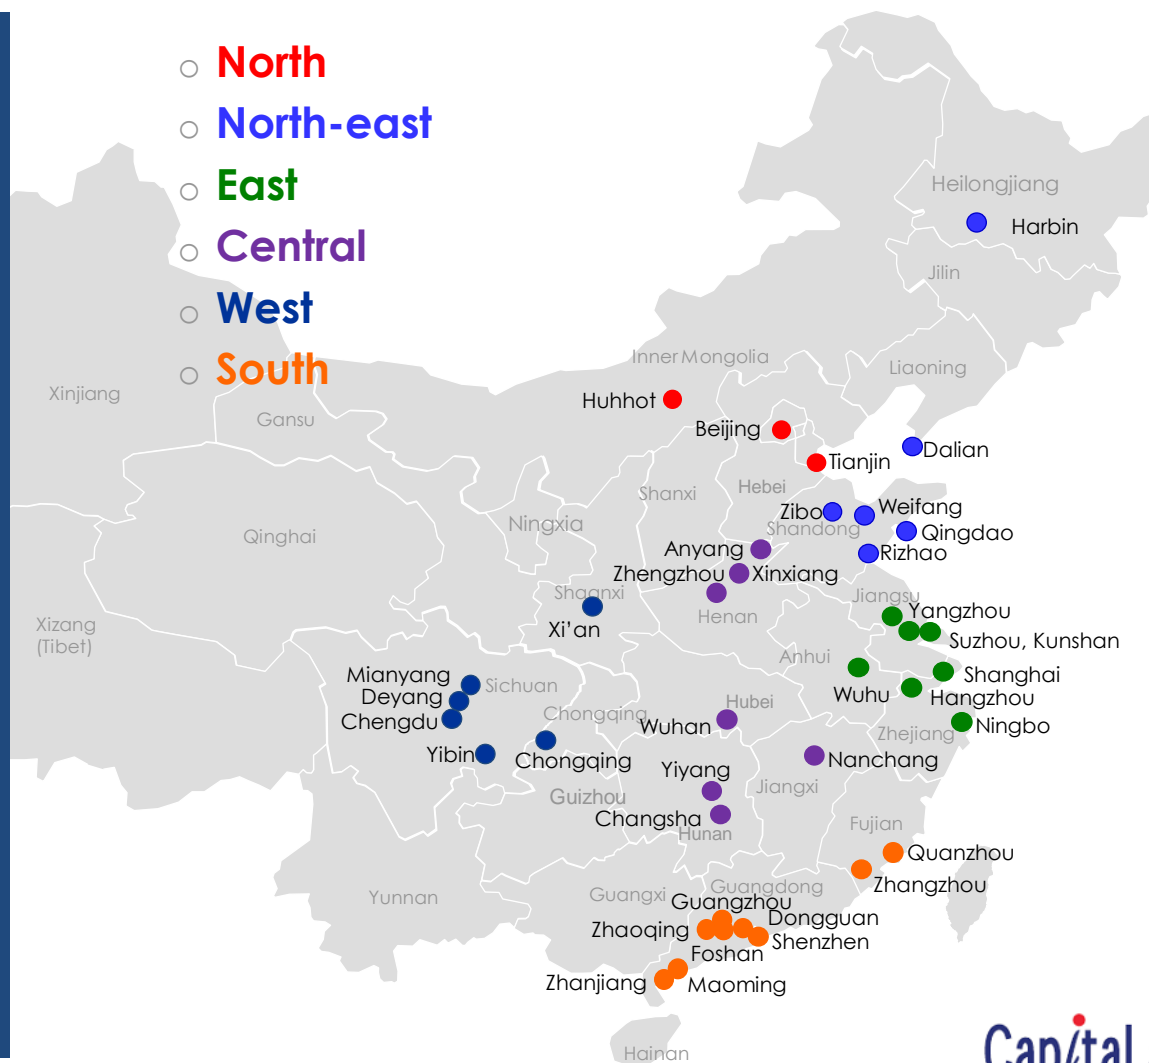 North
North-east
East
Central
West
South
Heilongjiang
Harbin
Jilin
Inner Mongolia
Liaoning
Xinjiang
Gansu
Huhhot
Beijing
Dalian
Tianjin
Hebei
Shanxi
Zibo
Weifang
Shandong
Qingdao
Ningxia
Qinghai
Anyang
Rizhao
Zhengzhou
Xinxiang
Shaanxi
Henan
Jiangsu
Yangzhou
Xizang
(Tibet)
Xi'an
Suzhou, Kunshan
Anhui
Shanghai
Mianyang
Sichuan
Deyang
Wuhu
Hangzhou
Chengdu
Chongqing
Hubei
Wuhan
Zhejiang
Ningbo
Yibin
Chongqing
Nanchang
Yiyang
Jiangxi
Guizhou
Changsha
Hunan
Fujian
Quanzhou
Zhangzhou
Yunnan
Guangxi
Guangdong
Guangzhou
Dongguan
Zhaoqing
Shenzhen
Foshan
Zhanjiang
Maoming
Hainan
Capital